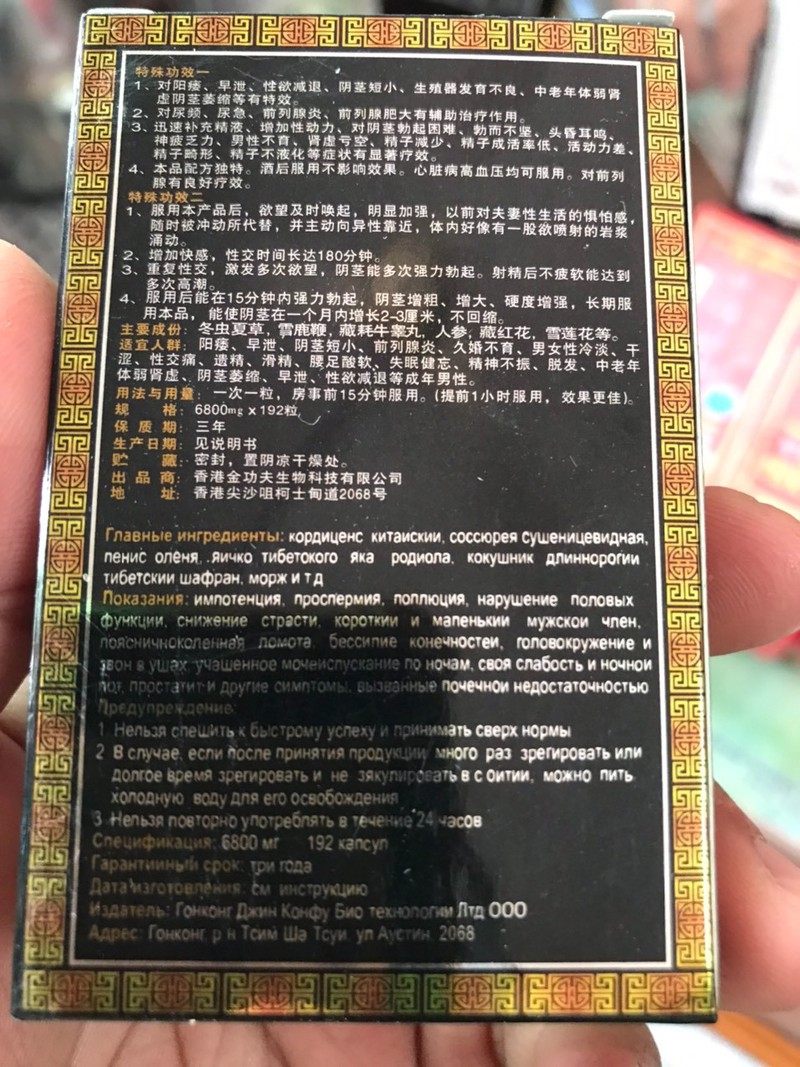 特殊功效一
1、对阳痿、早泄、性欲减退、阴茎短小、生殖器发育不良、中老年体弱肾
虚阴茎萎缩等有特效。
2、对尿频、尿急、前列腺炎、前列腺肥大有辅助治疗作用。
3、迅速补充精液、增加性动力、对阴茎勃起困难、勃而不坚、头昏耳鸣、
神疲乏力、男性不育、肾虚亏空、精子减少、精子成活率低、活动力差、
精子畸形、精子不液化等症状有显著疗效。
4、本品配方独特。酒后服用不影响效果。心脏病高血压均可服用。对前列
腺有良好疗效。
特殊功效二
1、服用本产品后，欲望及时唤起，明显加强，以前对夫妻性生活的惧怕感，
随时被冲动所代替，并主动向异性靠近，体内好像有一股欲喷射的岩浆
涌动。
2、增加快感，性交时间长达180分钟。
3、重复性交，激发多次欲望，阴茎能多次强力勃起。射精后不疲软能达到
多次高潮。
4、服用后能在15分钟内强力勃起，阴茎增粗、增大、硬度增强，长期服
用本品，能使阴茎在一个月内增长2-3厘米，不回缩。
主要成份：冬虫夏草，雪鹿鞭，藏耗牛睾丸，人参，藏红花，雪莲花等。
适宜人群：阳痿、早泄、阴茎短小、前列腺炎、久婚不育、男女性冷淡、干
涩、性交痛、遗精、滑精、腰足酸软、失眠健忘、精神不振、脱发、中老年
体弱肾虚、阴茎萎缩、早泄、性欲减退等成年男性。
用法与用量：一次一粒，房事前15分钟服用。(提前1小时服用，效果更佳)。
规 格：6800mg x 192粒
保 质 期：三年
生产日期：见说明书
贮 藏：密封，置阴凉干燥处。
出 品 商：香港金功夫生物科技有限公司
地 址：香港尖沙咀柯士甸道2068号
Главные ингредиенты: кордиценс китаискии, соссюрея сушеницевидная,
пенис оленя, яичко тибетокого яка родиола, кокушник длиннорогии
тибетскии шафран, морж и т д
Показания: импотенция, проспермия, поллюция, нарушение половых
функции, снижение страсти, короткии и маленькии мужскои член,
поясничноколенная ломота, бессилие конечностеи, головокружение и
звон в ушах, учащенное мочеиспускание по ночам, своя слабость и ночнои
пот, простатит и другие симптомы, вызванные почечнои недостаточностью
Предупреждение:
1 Нельзя спешить к быстрому успеху и принимать сверх нормы
2 В случае, если после принятия продукции много раз зрегировать или
долгое время зрегировать и не зякулировать в с оитии, можно пить
холодную воду для его освобождения
3 Нельзя повторно употреблять в течение 24 часов
Спецификация: 6800 мг 192 капсул
Гарантииныи срок: три года
Дата изготовления: см инструкцию
Издатель: Гонконг Джин Конфу Био технологии Лтд ООО
Адрес: Гонконг, р н Тсим Ша Тсуи, ул Аустин, 2068